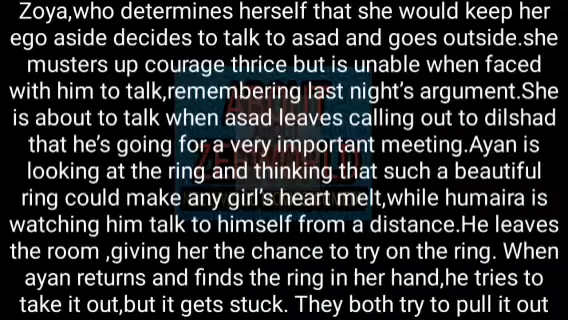 Zoya,who determines herself that she would keep her
ego aside decides to talk to asad and goes outside.she
musters up courage thrice but is unable when faced
with him to talk,remembering last night's argument.She
is about to talk when asad leaves calling out to dilshad
that he's going for a very important meeting.Ayan is
looking at the ring and thinking that such a beautiful
ring could make any girl's heart melt,while humaira is
watching him talk to himself from a distance.He leaves
the room ,giving her the chance to try on the ring. When
ayan returns and finds the ring in her hand,he tries to
take it out,but it gets stuck. They both try to pull it out